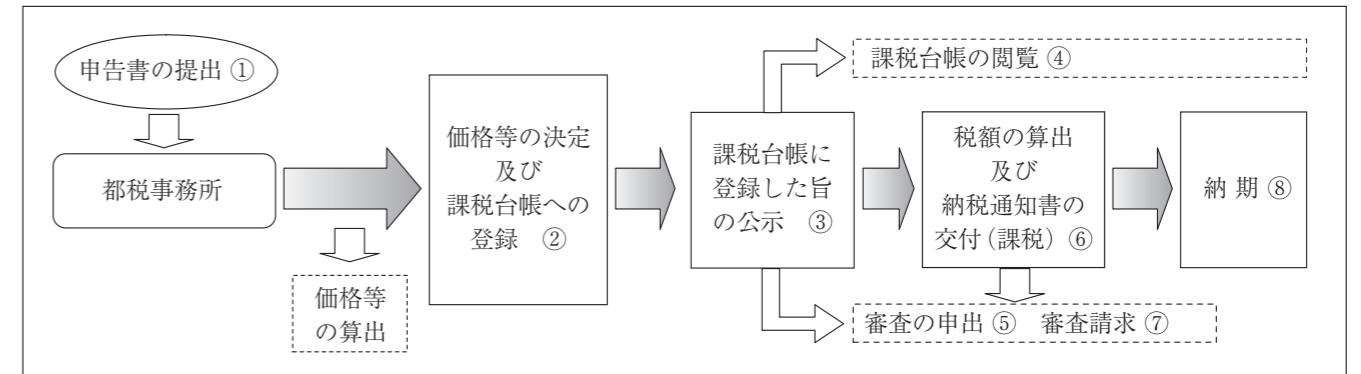 申告書の提出 ①
都税事務所
価格等
の算出
価格等の決定
及び
課税台帳への
登録 ②
課税台帳に
登録した旨
の公示 ③
課税台帳の閲覧 ④
審査の申出 ⑤ 審査請求 ⑦
税額の算出
及び
納税通知書の
交付(課税) ⑥
納 期 ⑧